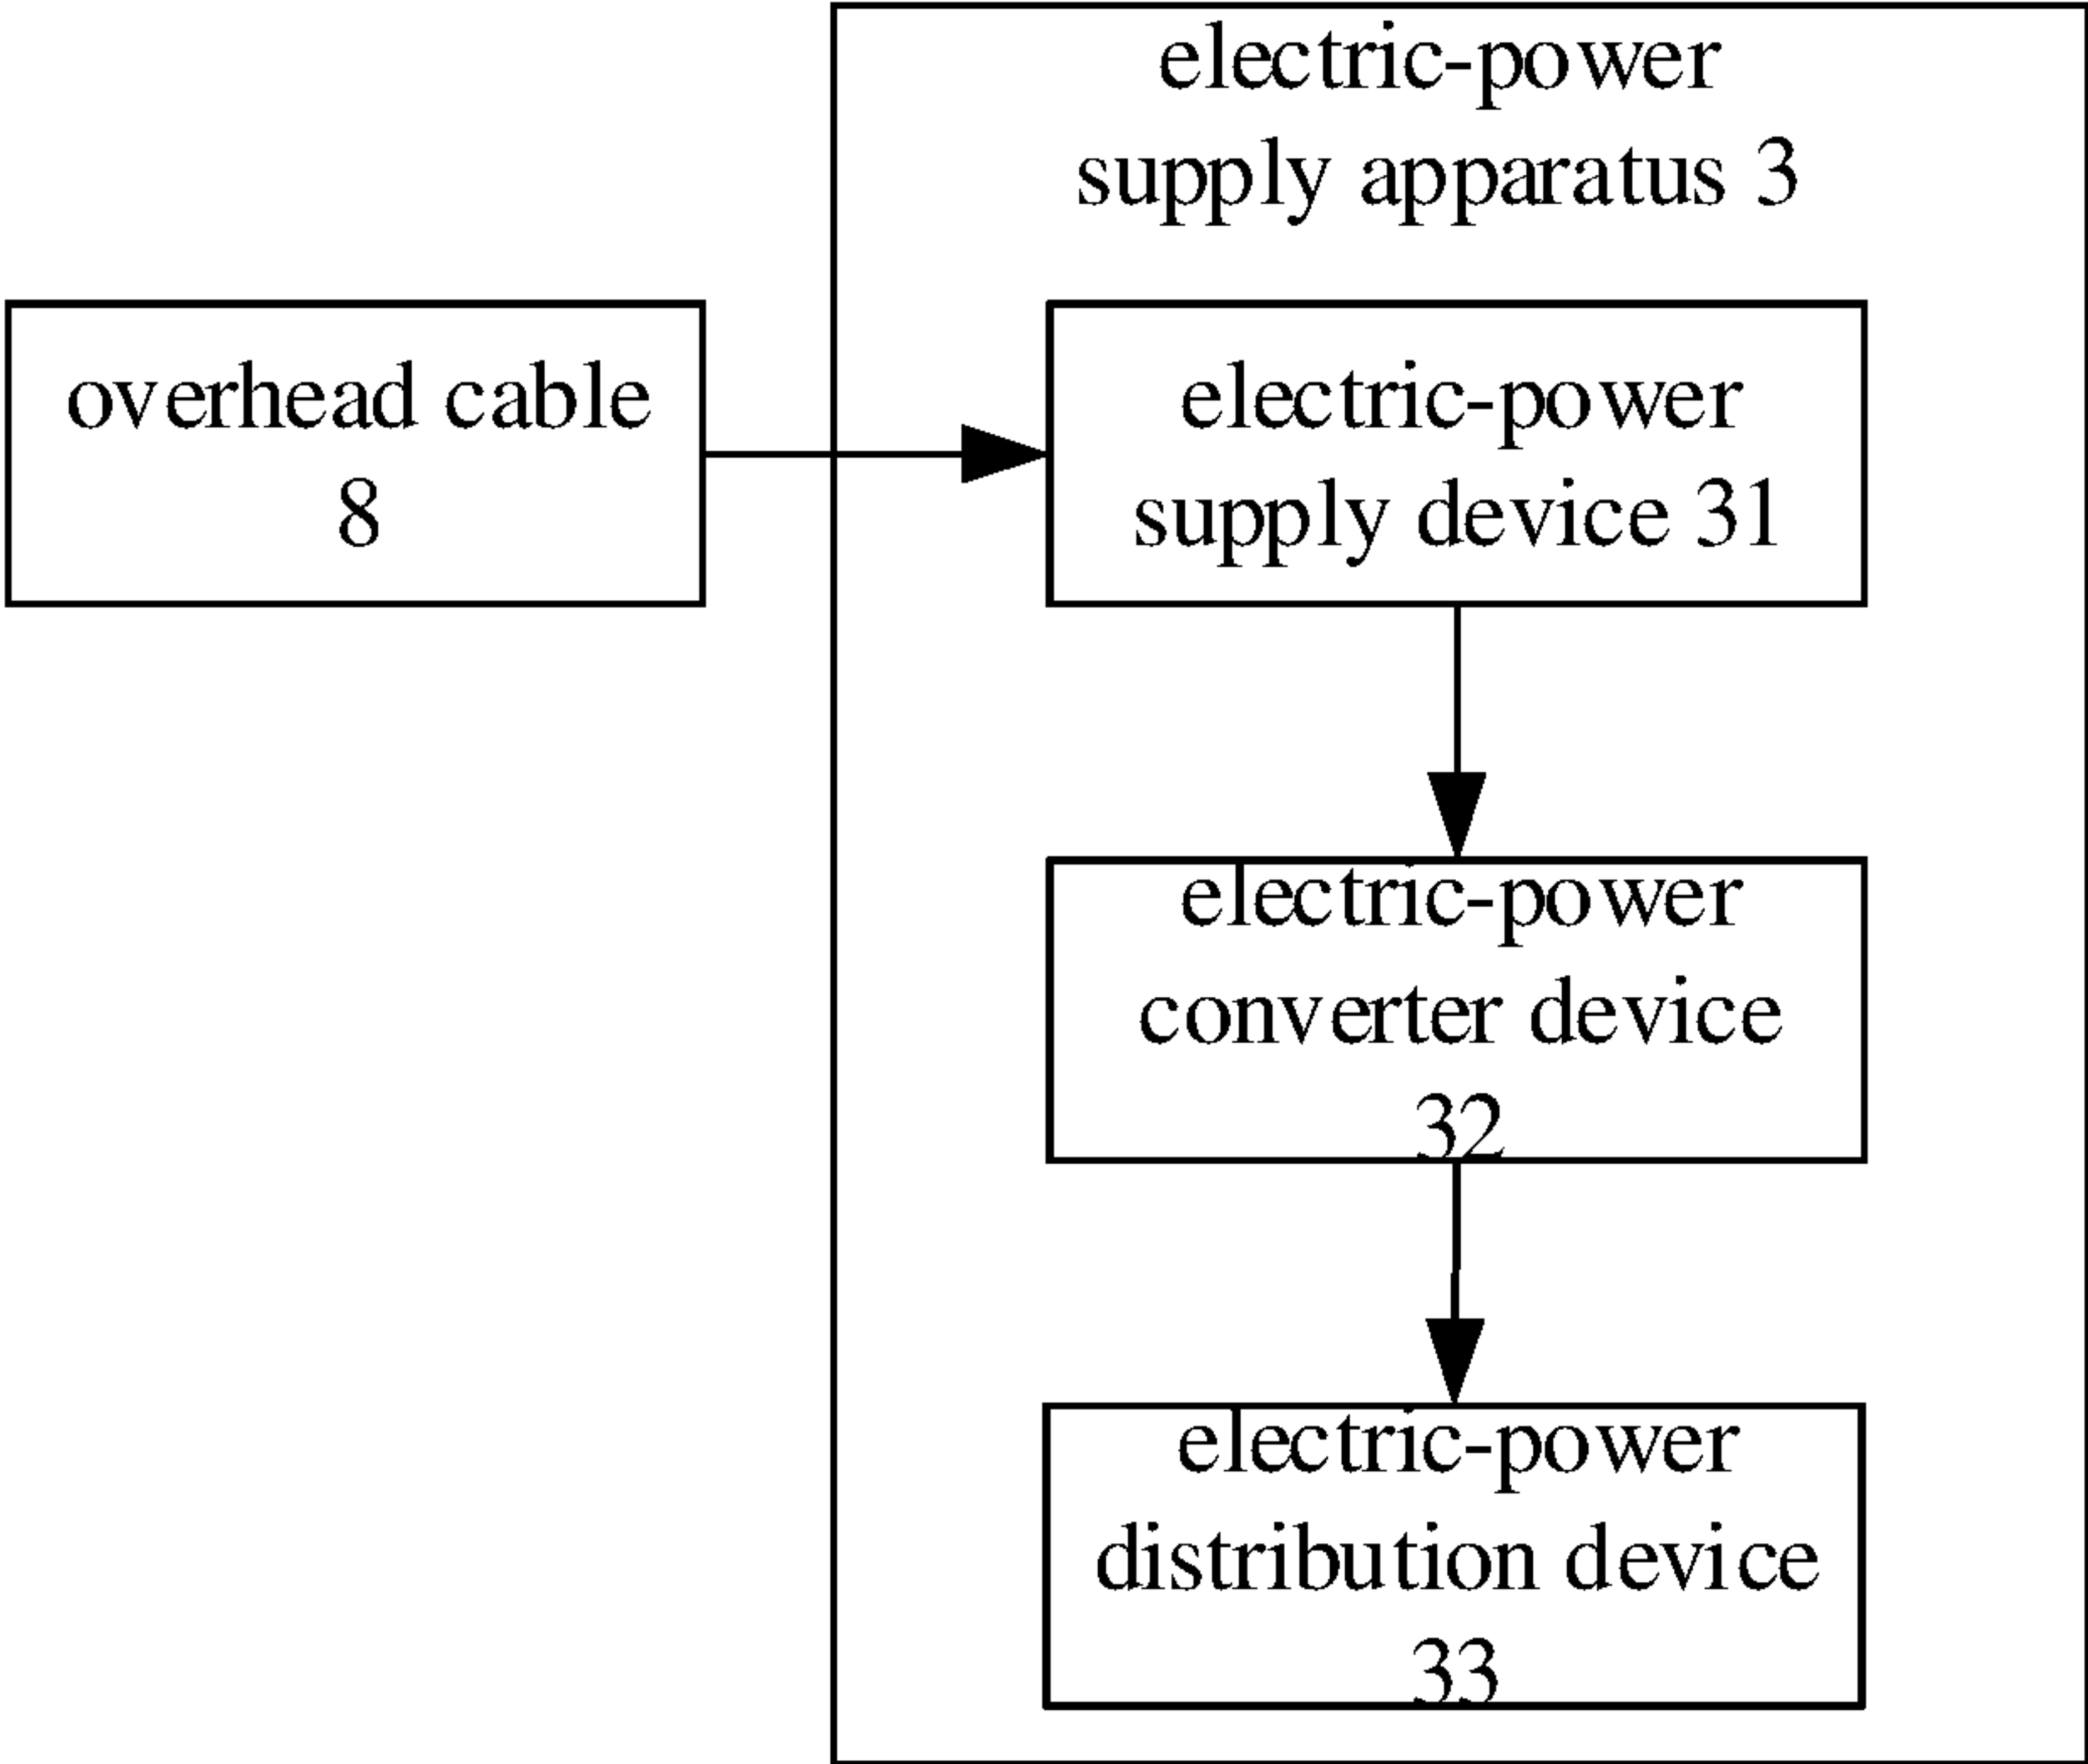 electric-power
supply apparatus 3
overhead cable
8
electric-power
supply device 31
electric-power
converter device
32
electric-power
distribution device
33